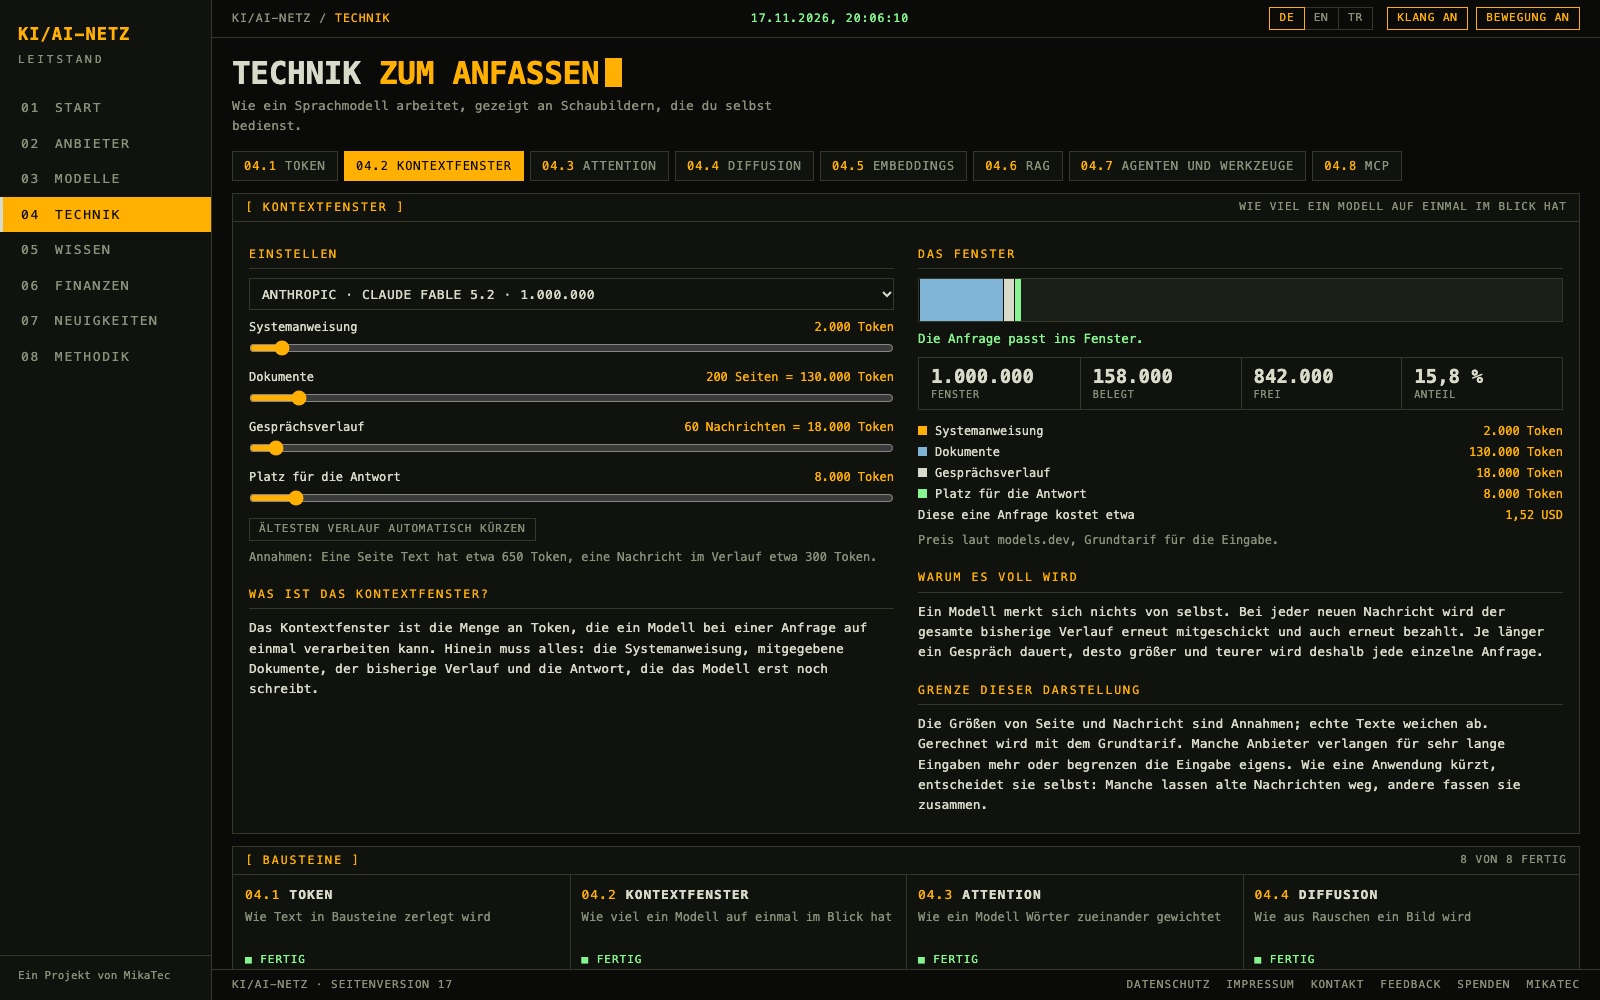 KI/AI-NETZ
LEITSTAND
01 START
02 ANBIETER
03 MODELLE
04 TECHNIK
05 WISSEN
06 FINANZEN
07 NEUIGKEITEN
08 METHODIK
Ein Projekt von MikaTec
KI/AI-NETZ / TECHNIK
17.11.2026, 20:06:10
DE EN TR
KLANG AN
BEWEGUNG AN
TECHNIK ZUM ANFASSEN
Wie ein Sprachmodell arbeitet, gezeigt an Schaubildern, die du selbst
bedienst.
04.1 TOKEN
04.2 KONTEXTFENSTER
04.3 ATTENTION
04.4 DIFFUSION
04.5 EMBEDDINGS
04.6 RAG
04.7 AGENTEN UND WERKZEUGE
04.8 MCP
[ KONTEXTFENSTER ]
WIE VIEL EIN MODELL AUF EINMAL IM BLICK HAT
EINSTELLEN
ANTHROPIC · CLAUDE FABLE 5.2 · 1.000.000
Systemanweisung 2.000 Token
Dokumente 200 Seiten = 130.000 Token
Gesprächsverlauf 60 Nachrichten = 18.000 Token
Platz für die Antwort 8.000 Token
ÄLTESTEN VERLAUF AUTOMATISCH KÜRZEN
Annahmen: Eine Seite Text hat etwa 650 Token, eine Nachricht im Verlauf etwa 300 Token.
WAS IST DAS KONTEXTFENSTER?
Das Kontextfenster ist die Menge an Token, die ein Modell bei einer Anfrage auf
einmal verarbeiten kann. Hinein muss alles: die Systemanweisung, mitgegebene
Dokumente, der bisherige Verlauf und die Antwort, die das Modell erst noch
schreibt.
DAS FENSTER
Die Anfrage passt ins Fenster.
1.000.000 158.000 842.000 15,8 %
FENSTER BELEGT FREI ANTEIL
Systemanweisung 2.000 Token
Dokumente 130.000 Token
Gesprächsverlauf 18.000 Token
Platz für die Antwort 8.000 Token
Diese eine Anfrage kostet etwa 1,52 USD
Preis laut models.dev, Grundtarif für die Eingabe.
WARUM ES VOLL WIRD
Ein Modell merkt sich nichts von selbst. Bei jeder neuen Nachricht wird der
gesamte bisherige Verlauf erneut mitgeschickt und auch erneut bezahlt. Je länger
ein Gespräch dauert, desto größer und teurer wird deshalb jede einzelne Anfrage.
GRENZE DIESER DARSTELLUNG
Die Größen von Seite und Nachricht sind Annahmen; echte Texte weichen ab.
Gerechnet wird mit dem Grundtarif. Manche Anbieter verlangen für sehr lange
Eingaben mehr oder begrenzen die Eingabe eigens. Wie eine Anwendung kürzt,
entscheidet sie selbst: Manche lassen alte Nachrichten weg, andere fassen sie
zusammen.
[ BAUSTEINE ]
8 VON 8 FERTIG
04.1 TOKEN
Wie Text in Bausteine zerlegt wird
FERTIG
04.2 KONTEXTFENSTER
Wie viel ein Modell auf einmal im Blick hat
FERTIG
04.3 ATTENTION
Wie ein Modell Wörter zueinander gewichtet
FERTIG
04.4 DIFFUSION
Wie aus Rauschen ein Bild wird
FERTIG
KI/AI-NETZ · SEITENVERSION 17
DATENSCHUTZ IMPRESSUM KONTAKT FEEDBACK SPENDEN MIKATEC